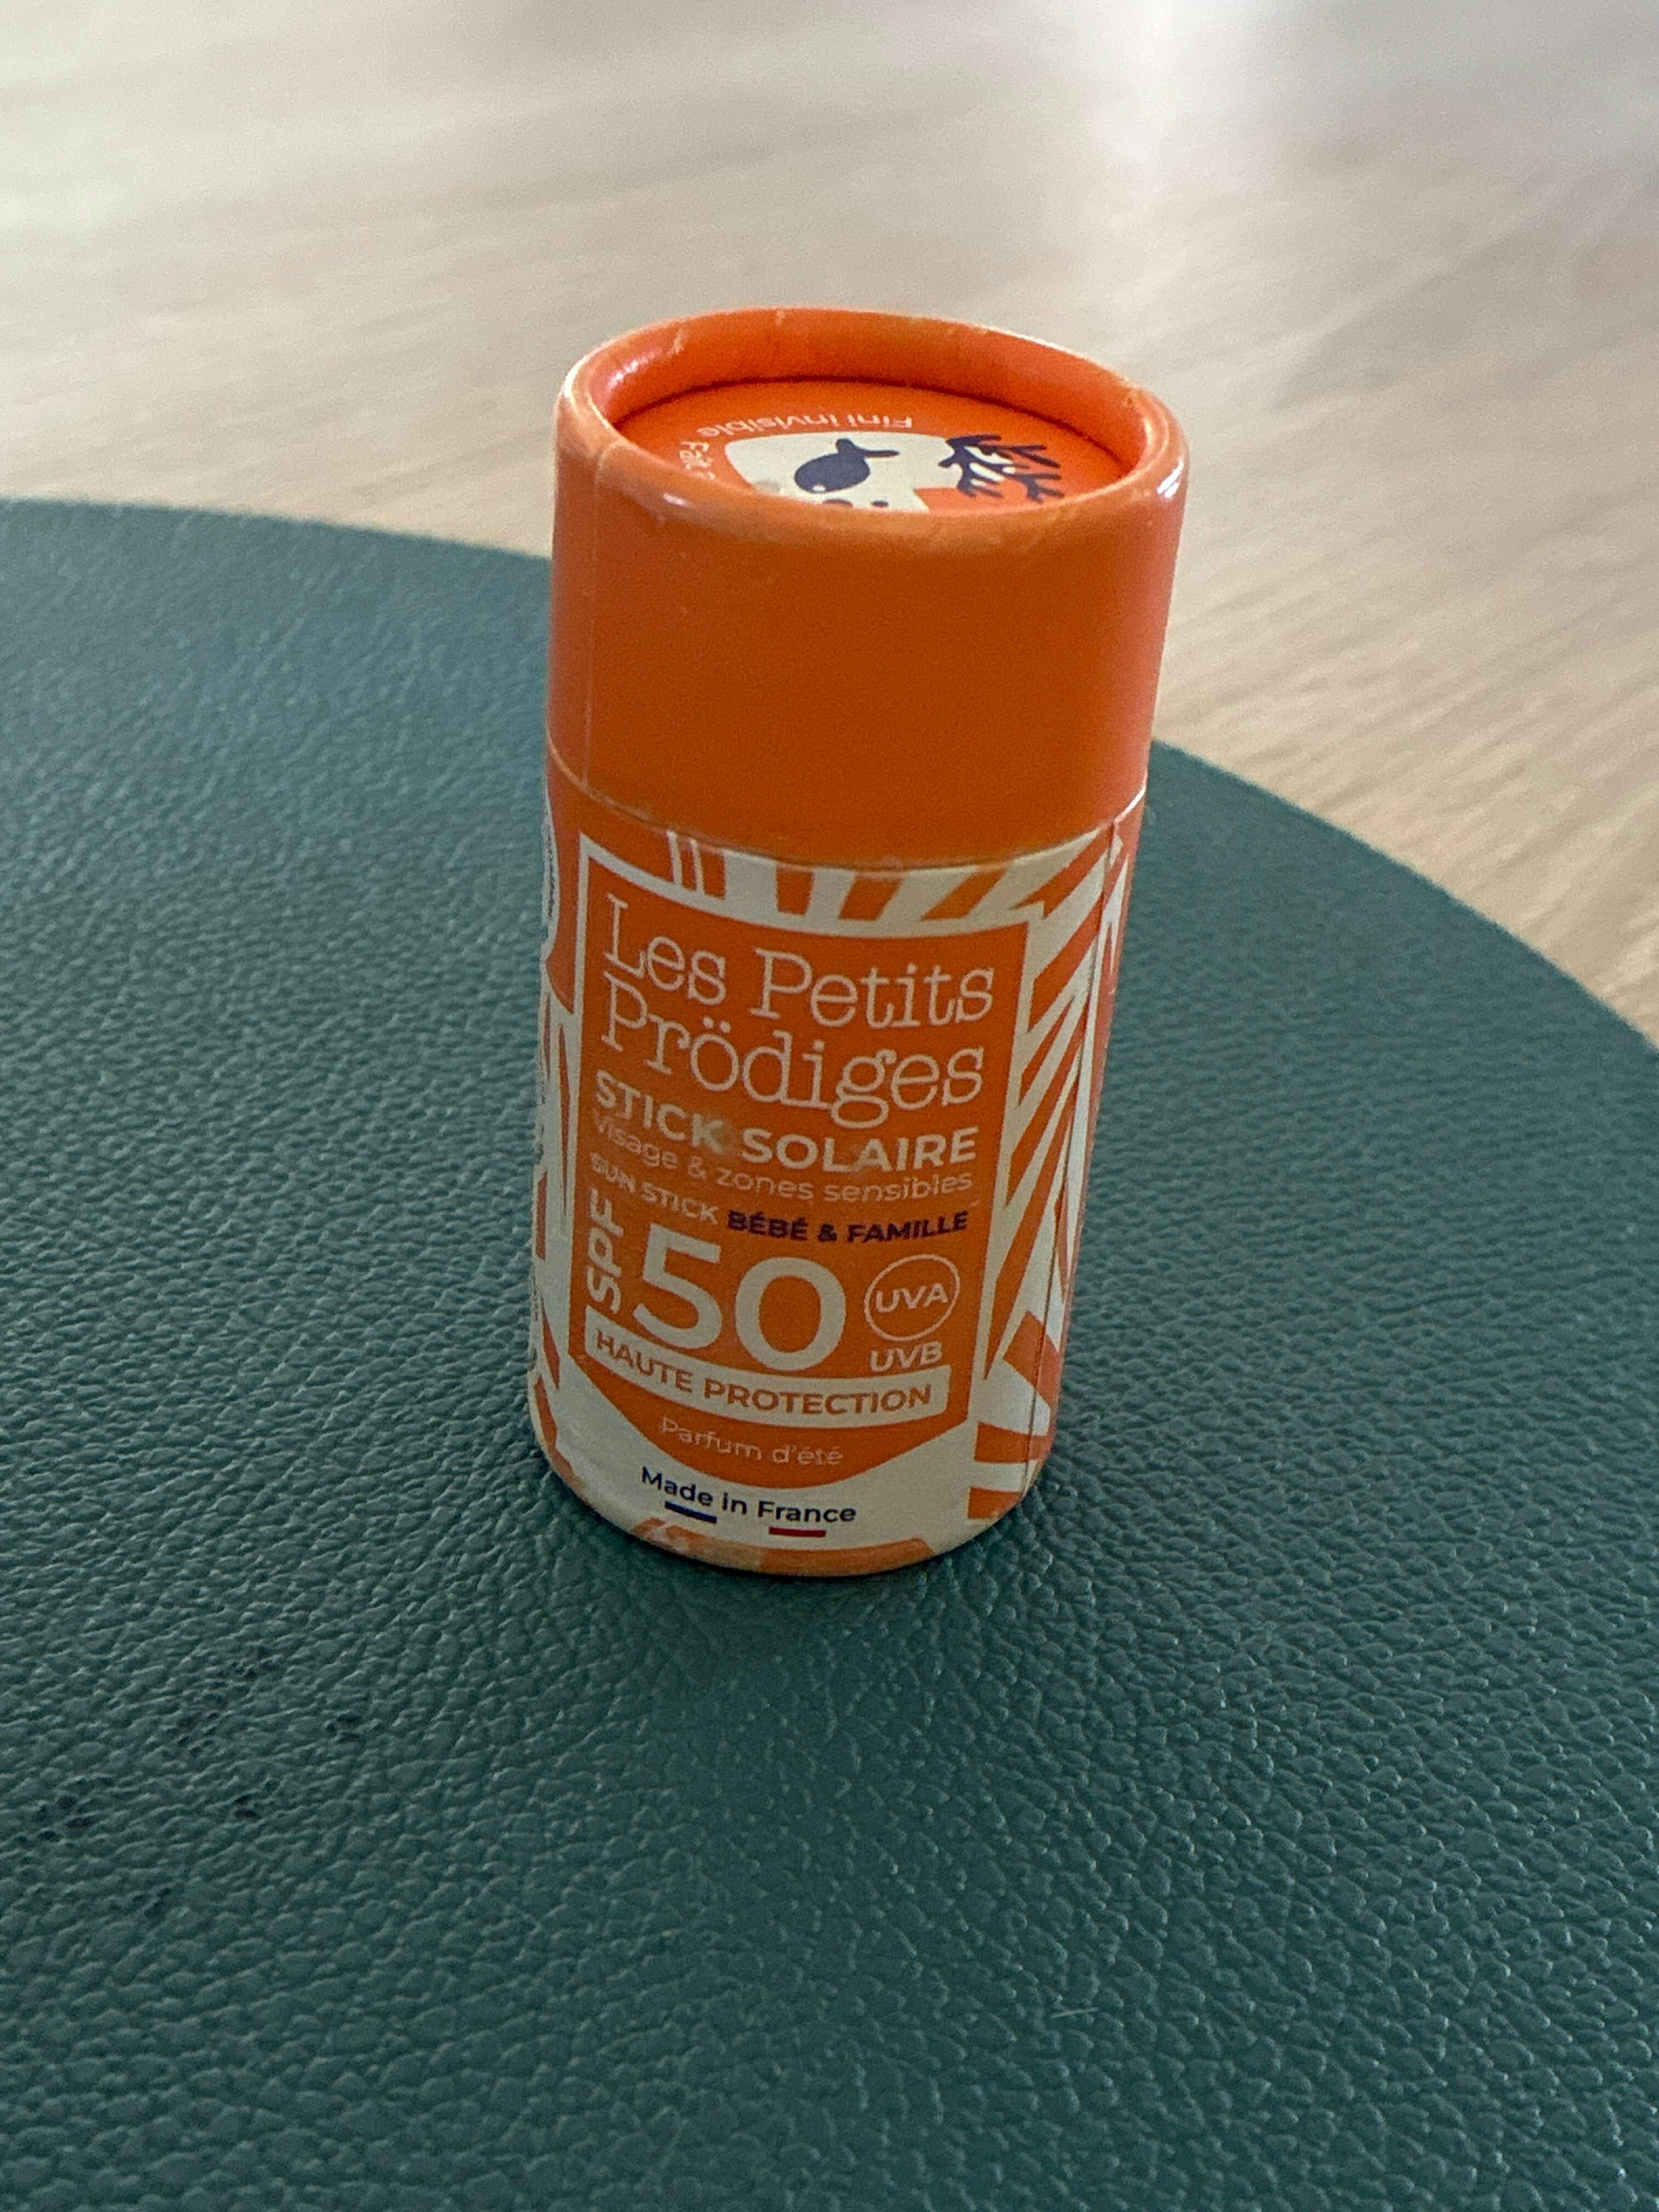 Fini invisible
Les Petits
Prödiges
STICK SOLAIRE
Visage & zones sensibles
SUN STICK BÉBÉ & FAMILLE
SPF 50 UVA
UVB
HAUTE PROTECTION
Parfum d'été
Made in France